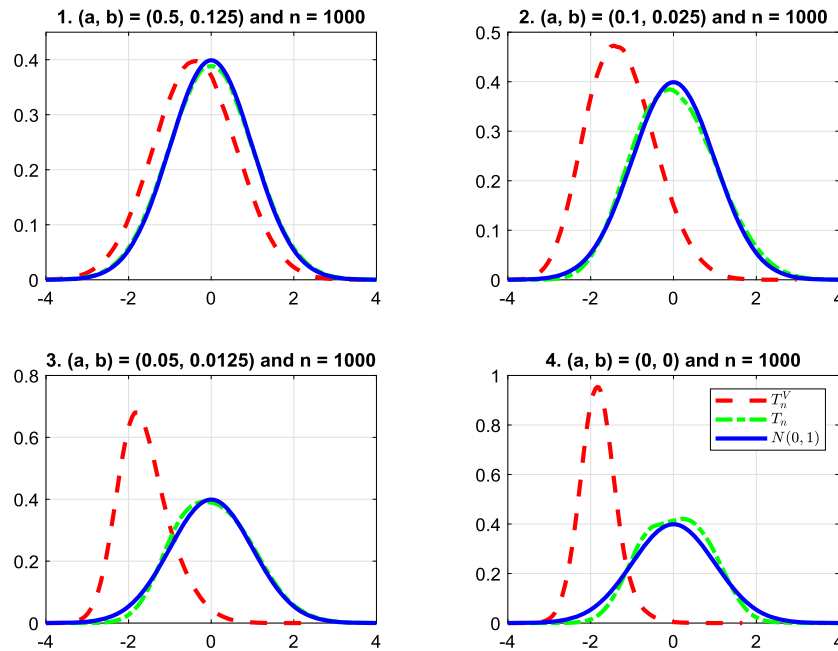 1. (a, b) = (0.5, 0.125) and n = 1000
0.4
0.3
0.2
0.1
0
-4 -2 0 2 4
2. (a, b) = (0.1, 0.025) and n = 1000
0.5
0.4
0.3
0.2
0.1
0
-4 -2 0 2 4
3. (a, b) = (0.05, 0.0125) and n = 1000
0.8
0.6
0.4
0.2
0
-4 -2 0 2 4
4. (a, b) = (0, 0) and n = 1000
1
0.8
0.6
0.4
0.2
0
-4 -2 0 2 4
$T_n^V$
$T_n$
$N(0,1)$